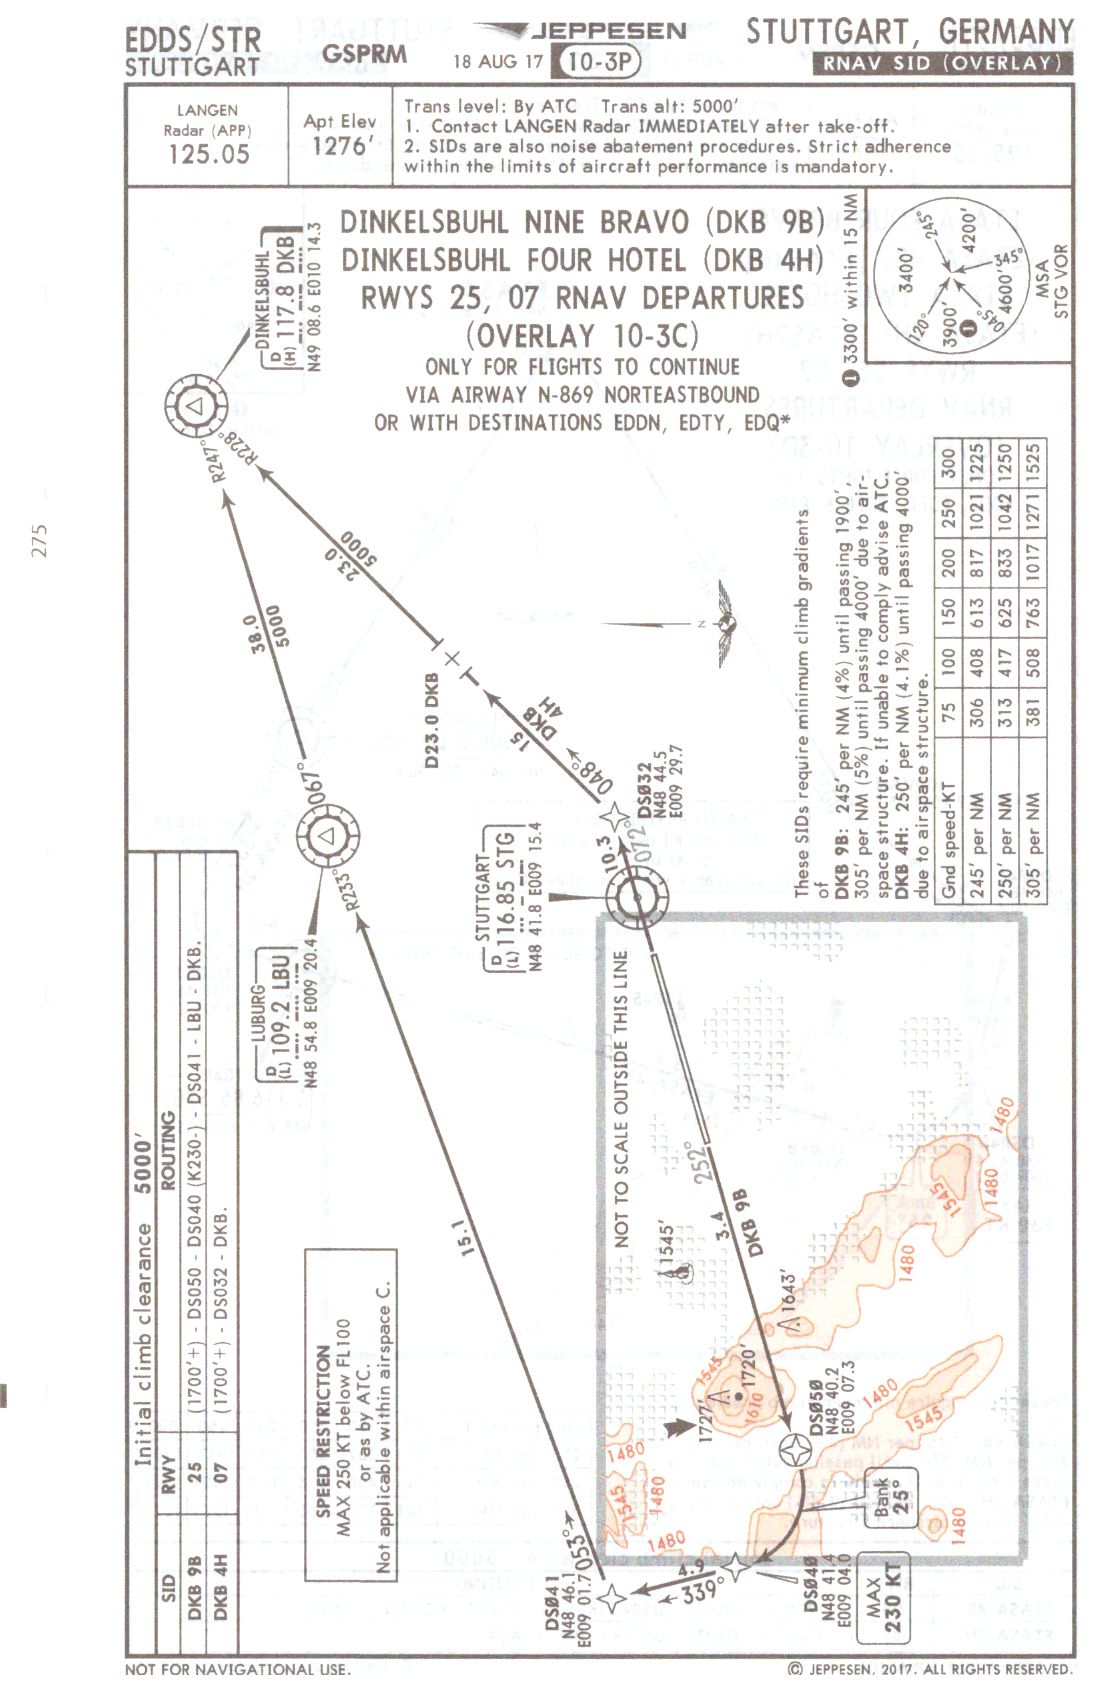 EDDS/STR
STUTTGART
GSPRM
JEPPESEN
18 AUG 17
10-3P
STUTTGART, GERMANY
RNAV SID (OVERLAY)
LANGEN
Radar (APP)
125.05
Apt Elev
1276'
Trans level: By ATC Trans alt: 5000'
1. Contact LANGEN Radar IMMEDIATELY after take-off.
2. SIDs are also noise abatement procedures. Strict adherence
within the limits of aircraft performance is mandatory.
DINKELSBUHL NINE BRAVO (DKB 9B)
DINKELSBUHL FOUR HOTEL (DKB 4H)
RWYS 25, 07 RNAV DEPARTURES
(OVERLAY 10-3C)
ONLY FOR FLIGHTS TO CONTINUE
VIA AIRWAY N-869 NORTEASTBOUND
OR WITH DESTINATIONS EDDN, EDTY, EDQ*
MSA
STG VOR
245°
4200'
345°
4600'
045°
3900'
1
120°
3400'
1 3300' within 15 NM
DINKELSBUHL
D
(H) 117.8 DKB
N49 08.6 E010 14.3
R247°
R228°
38.0
5000
23.0
5000
D23.0 DKB
15
DKB
4H
048°
067°
R233°
LUBURG
D
(L) 109.2 LBU
N48 54.8 E009 20.4
STUTTGART
D
(L) 116.85 STG
N48 41.8 E009 15.4
DS032
N48 44.5
E009 29.7
10.3
072°
N
These SIDs require minimum climb gradients
of
DKB 9B: 245' per NM (4%) until passing 1900',
305' per NM (5%) until passing 4000' due to air-
space structure. If unable to comply advise ATC.
DKB 4H: 250' per NM (4.1%) until passing 4000'
due to airspace structure.
Gnd speed-KT 75 100 150 200 250 300
245' per NM 306 408 613 817 1021 1225
250' per NM 313 417 625 833 1042 1250
305' per NM 381 508 763 1017 1271 1525
NOT TO SCALE OUTSIDE THIS LINE
252°
3.4
DKB 9B
15.1
1545'
1643'
1720'
1727'
1545
1610
1480
1545
1480
1480
1480
1545
1480
1480
1545
1480
1480
DS050
N48 40.2
E009 07.3
Bank
25°
DS040
N48 41.4
E009 04.0
MAX
230 KT
4.9
339°
053°
DS041
N48 46.1
E009 01.7
SPEED RESTRICTION
MAX 250 KT below FL100
or as by ATC.
Not applicable within airspace C.
Initial climb clearance 5000'
SID RWY ROUTING
DKB 9B 25 (1700'+) - DS050 - DS040 (K230-) - DS041 - LBU - DKB.
DKB 4H 07 (1700'+) - DS032 - DKB.
275
NOT FOR NAVIGATIONAL USE.
© JEPPESEN, 2017. ALL RIGHTS RESERVED.